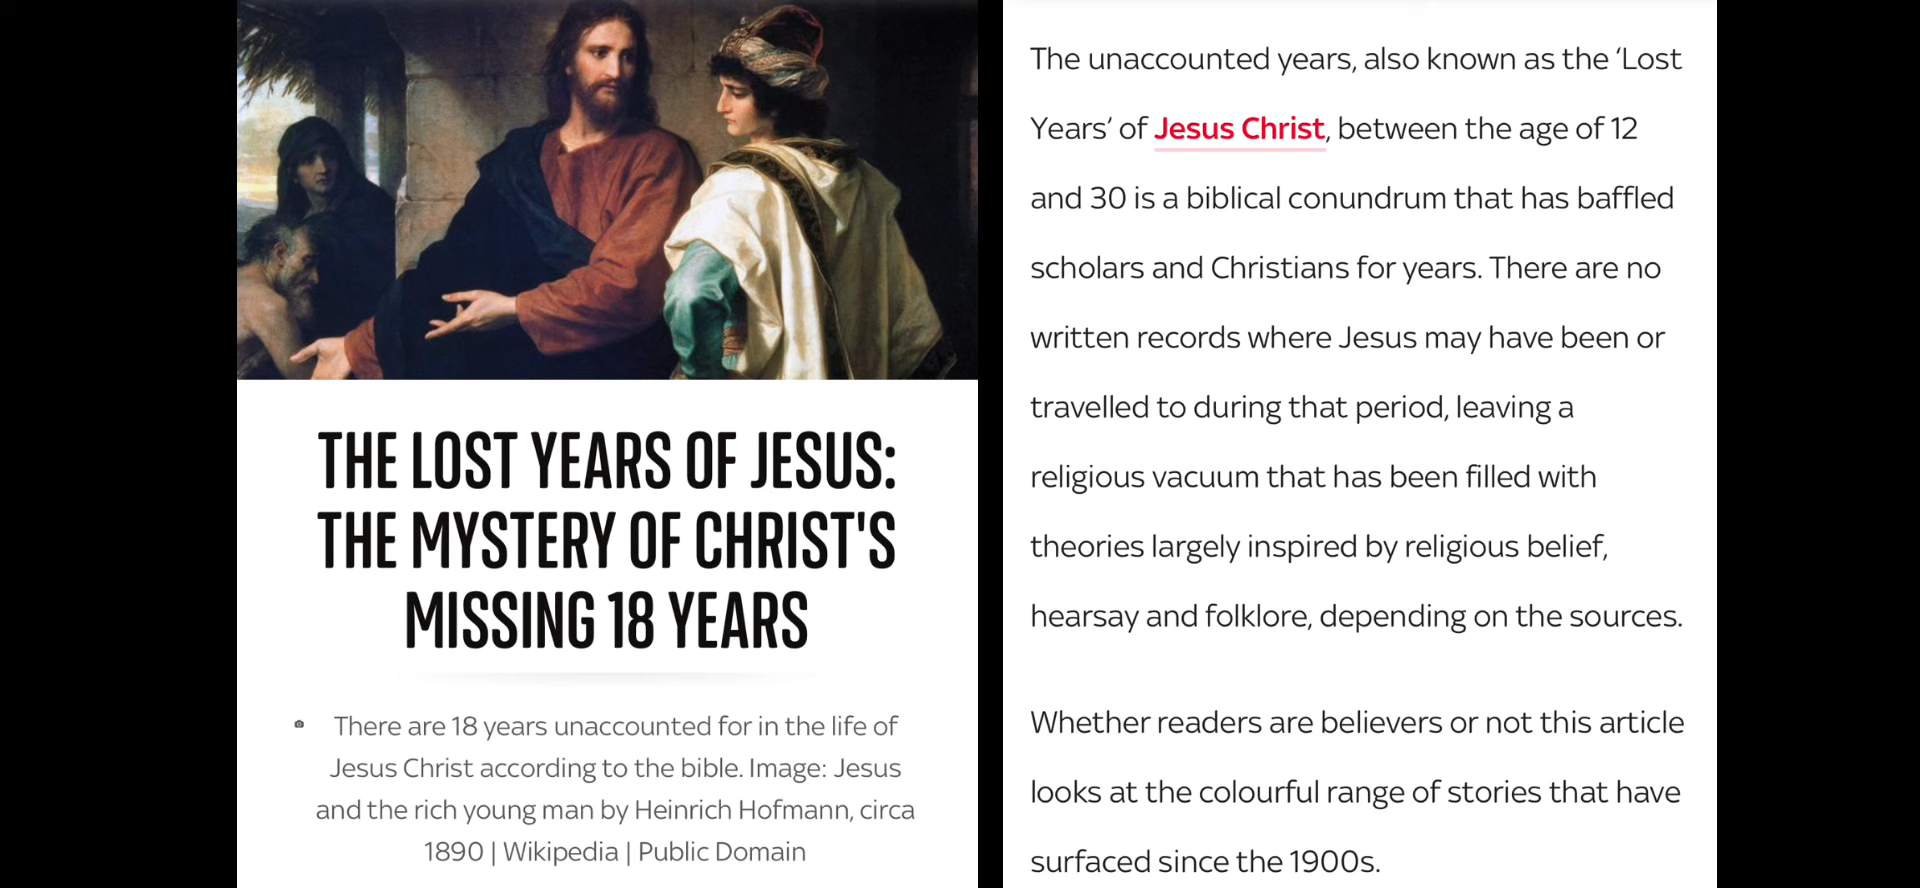 THE LOST YEARS OF JESUS:
THE MYSTERY OF CHRIST'S
MISSING 18 YEARS
There are 18 years unaccounted for in the life of
Jesus Christ according to the bible. Image: Jesus
and the rich young man by Heinrich Hofmann, circa
1890 | Wikipedia | Public Domain
The unaccounted years, also known as the ‘Lost
Years’ of Jesus Christ, between the age of 12
and 30 is a biblical conundrum that has baffled
scholars and Christians for years. There are no
written records where Jesus may have been or
travelled to during that period, leaving a
religious vacuum that has been filled with
theories largely inspired by religious belief,
hearsay and folklore, depending on the sources.
Whether readers are believers or not this article
looks at the colourful range of stories that have
surfaced since the 1900s.